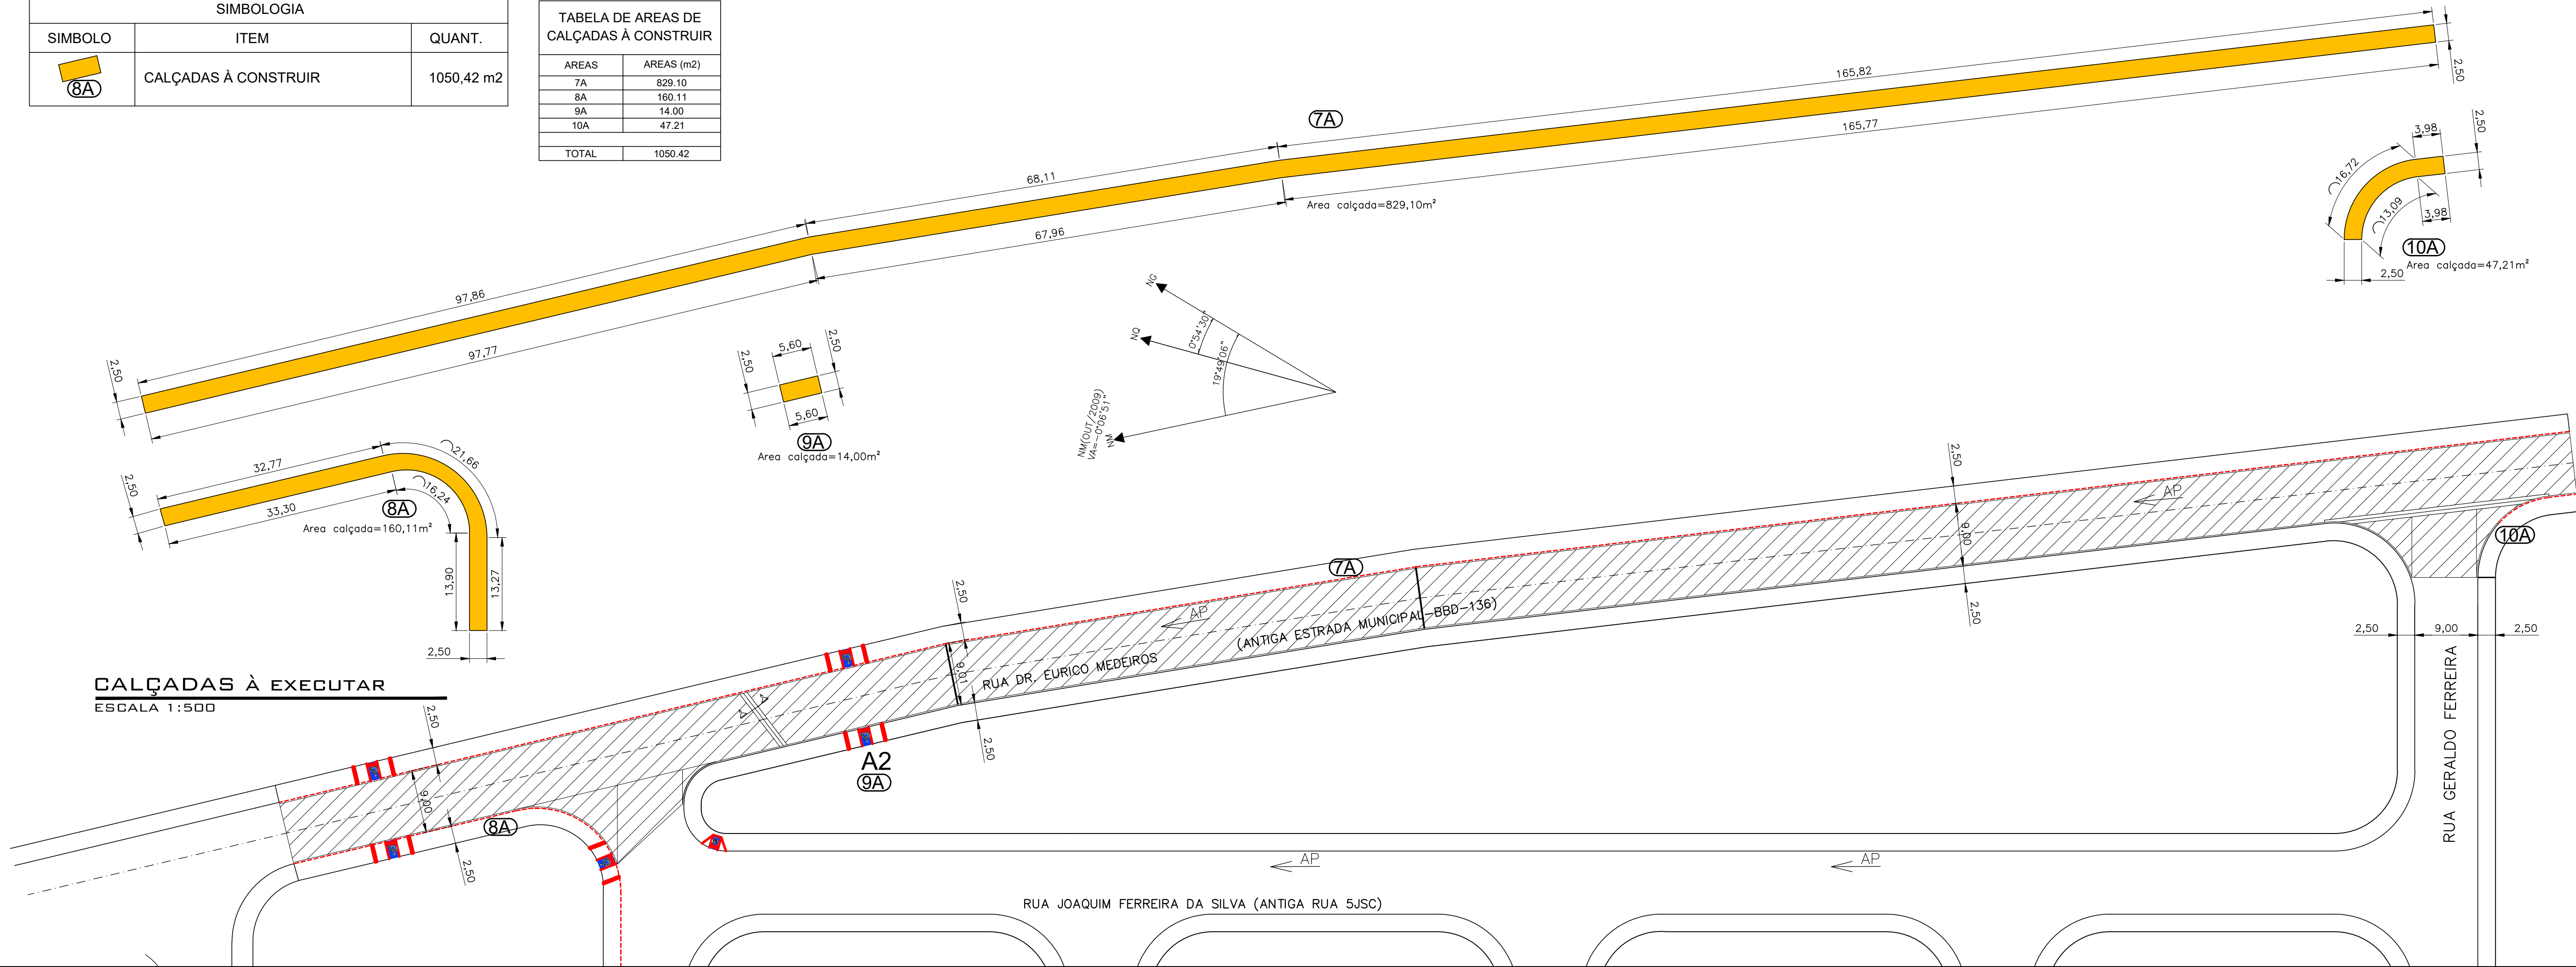 SIMBOLOGIA
SIMBOLO ITEM QUANT.
8A CALÇADAS À CONSTRUIR 1050,42 m2
TABELA DE AREAS DE
CALÇADAS À CONSTRUIR
AREAS AREAS (m2)
7A 829.10
8A 160.11
9A 14.00
10A 47.21
TOTAL 1050.42
7A
165,82
2,50
165,77
68,11
67,96
Area calçada=829,10m²
97,86
97,77
2,50
3,98
2,50
16,72
13,09
3,98
10A
Area calçada=47,21m²
2,50
5,60
2,50
2,50
5,60
9A
Area calçada=14,00m²
NG
NQ
0°54'30"
19°49'06"
NM(OUT/2009)
VA=-0°06'51"
NM
32,77
21,66
2,50
16,24
33,30
8A
Area calçada=160,11m²
13,90
13,27
2,50
CALÇADAS À EXECUTAR
ESCALA 1:500
2,50
9,00
2,50
8A
A
A
2,50
9,01
2,50
A2
9A
AP
7A
RUA DR. EURICO MEDEIROS
(ANTIGA ESTRADA MUNICIPAL-BBD-136)
2,50
9,00
2,50
AP
10A
2,50 9,00 2,50
RUA GERALDO FERREIRA
AP
AP
RUA JOAQUIM FERREIRA DA SILVA (ANTIGA RUA 5JSC)